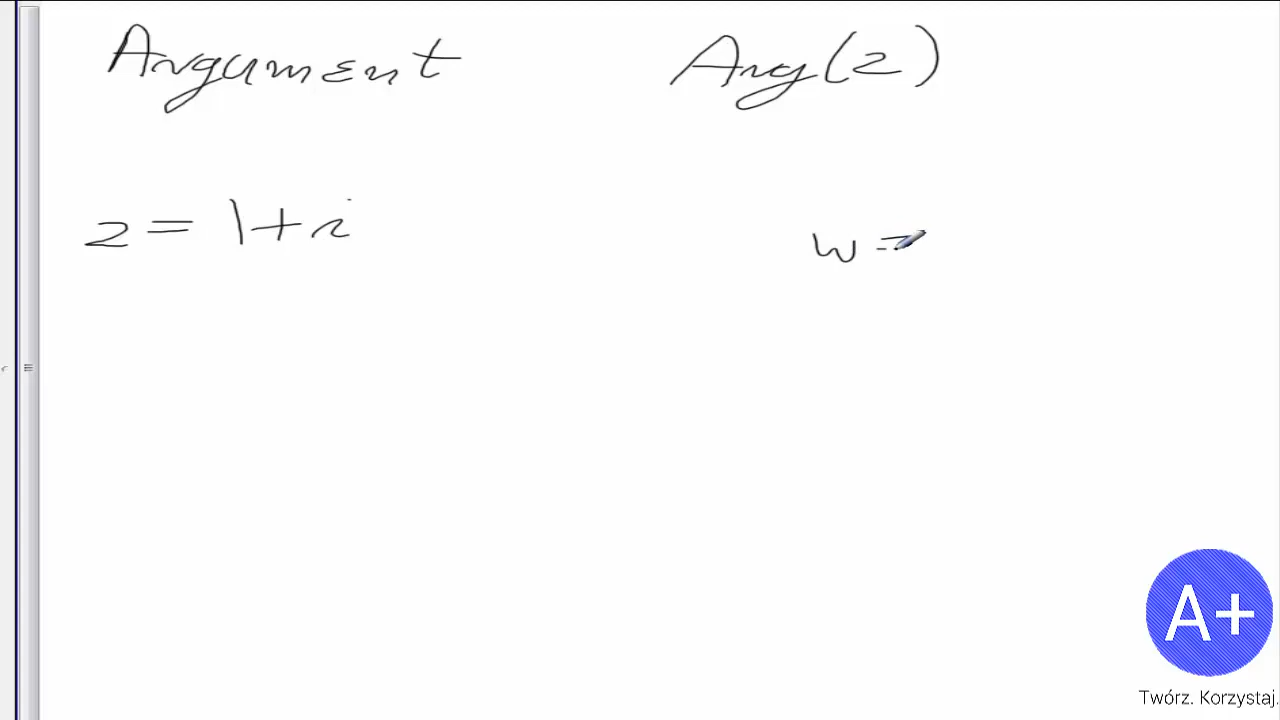 Argument Arg(z)
z = 1+i w =
A+
Twórz. Korzystaj.